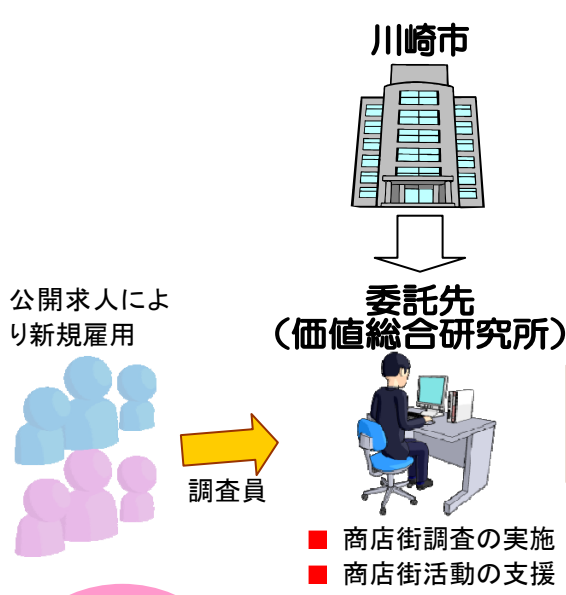 川崎市
公開求人によ
り新規雇用
委託先
（価値総合研究所）
調査員
■ 商店街調査の実施
■ 商店街活動の支援